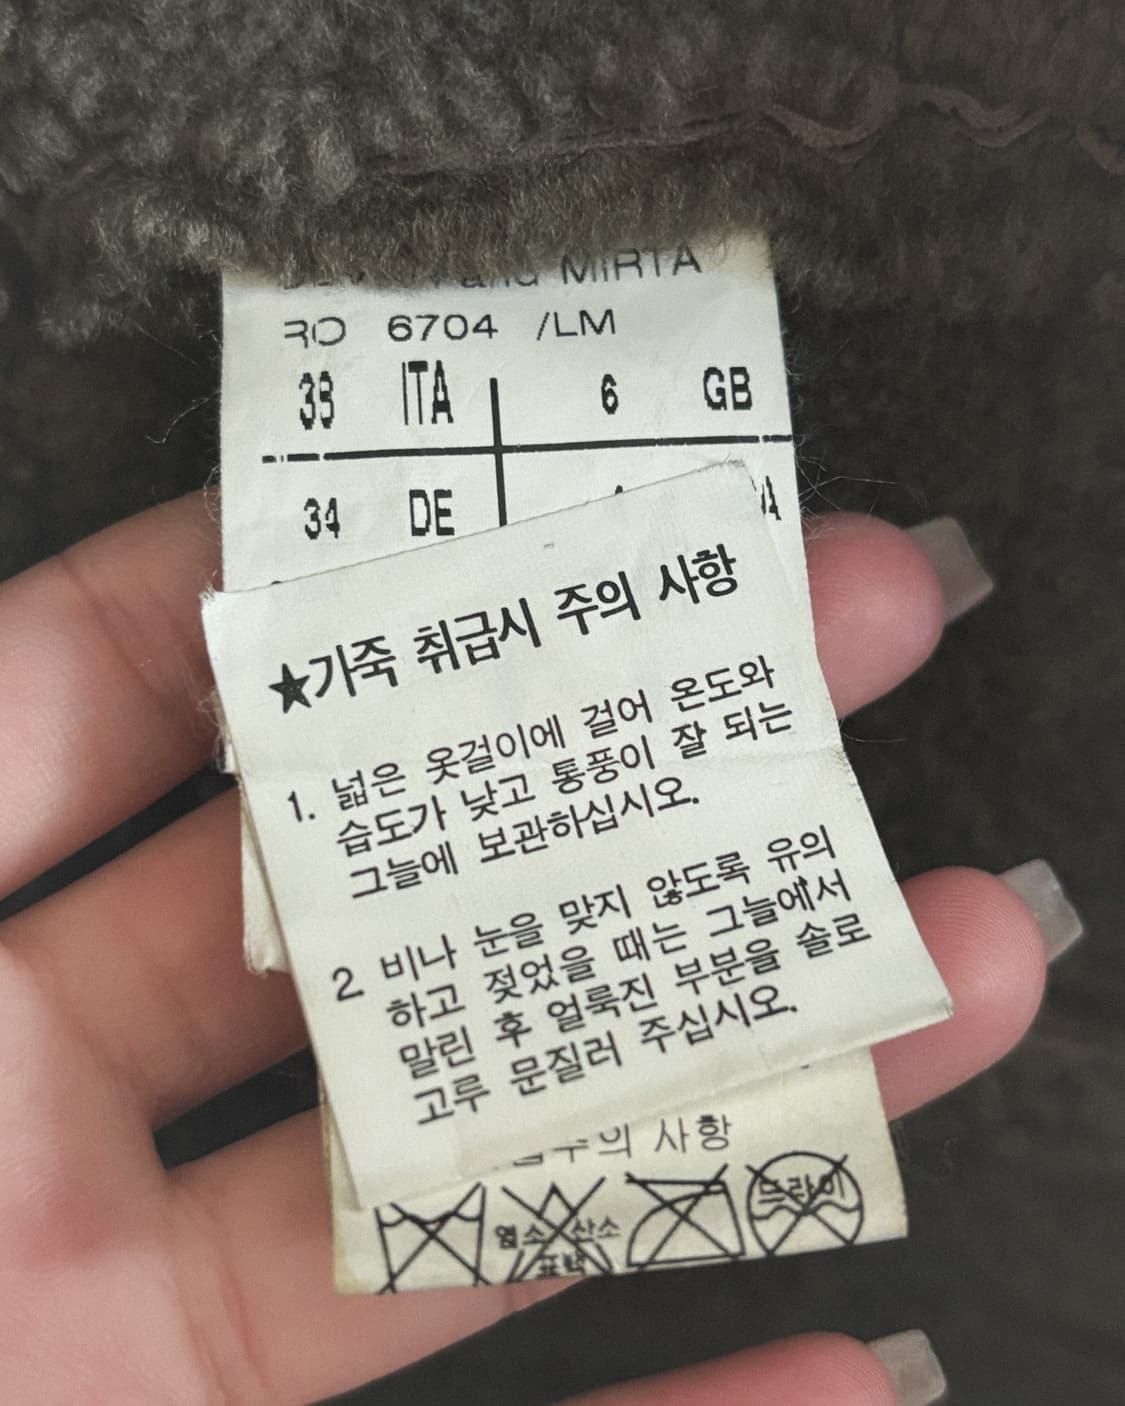 MIRTA
RO 6704 /LM
38 ITA 6 GB
34 DE
★가죽 취급시 주의 사항
1. 넓은 옷걸이에 걸어 온도와
습도가 낮고 통풍이 잘 되는
그늘에 보관하십시오.
2 비나 눈을 맞지 않도록 유의
하고 젖었을 때는 그늘에서
말린 후 얼룩진 부분을 솔로
고루 문질러 주십시오.
주의 사항
염소 산소 드라이
표백